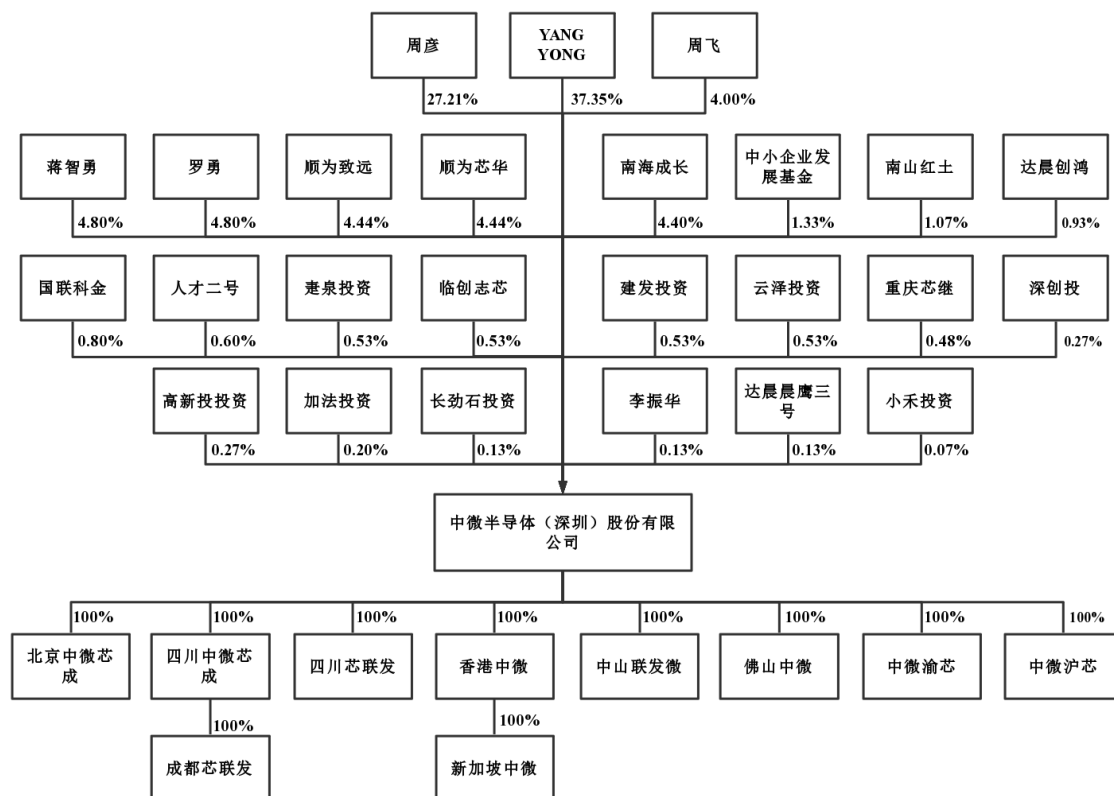 周彦
YANG
YONG
周飞
27.21%
37.35%
4.00%
蒋智勇
罗勇
顺为致远
顺为芯华
南海成长
中小企业发
展基金
南山红土
达晨创鸿
4.80%
4.80%
4.44%
4.44%
4.40%
1.33%
1.07%
0.93%
国联科金
人才二号
疌泉投资
临创志芯
建发投资
云泽投资
重庆芯继
深创投
0.80%
0.60%
0.53%
0.53%
0.53%
0.53%
0.48%
0.27%
高新投投资
加法投资
长劲石投资
李振华
达晨晨鹰三
号
小禾投资
0.27%
0.20%
0.13%
0.13%
0.13%
0.07%
中微半导体（深圳）股份有限
公司
100%
100%
100%
100%
100%
100%
100%
100%
北京中微芯
成
四川中微芯
成
四川芯联发
香港中微
中山联发微
佛山中微
中微渝芯
中微沪芯
100%
100%
成都芯联发
新加坡中微